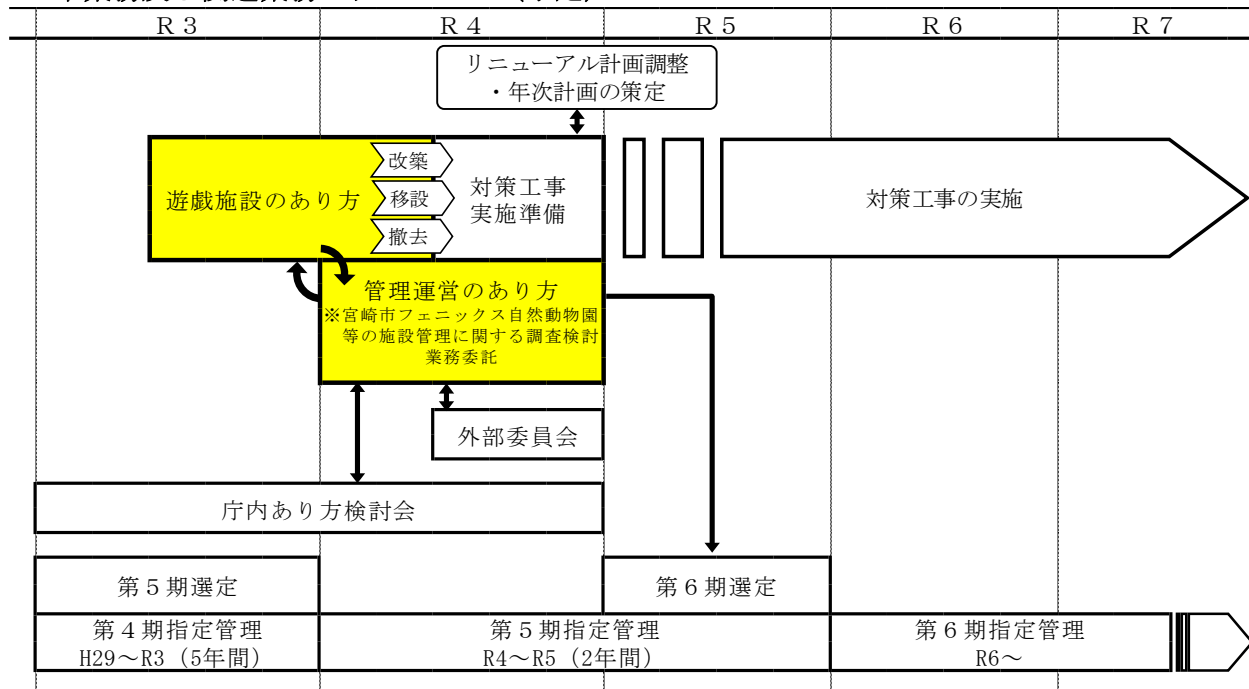 R３
R４
R５
R６
R７
リニューアル計画調整
・年次計画の策定
遊戯施設のあり方
改築
移設
撤去
対策工事
実施準備
対策工事の実施
管理運営のあり方
※宮崎市フェニックス自然動物園
等の施設管理に関する調査検討
業務委託
外部委員会
庁内あり方検討会
第５期選定
第６期選定
第４期指定管理
H29～R3（5年間）
第５期指定管理
R4～R5（2年間）
第６期指定管理
R6～